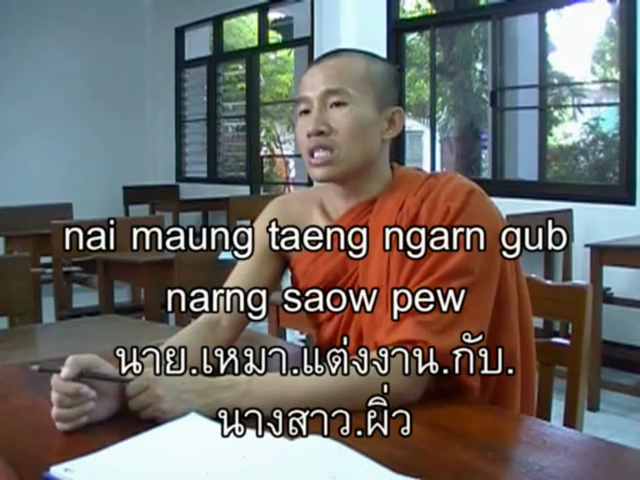 nai maung taeng ngarn gub
narng saow pew
นาย.เหมา.แต่งงาน.กับ.
นางสาว.ผิ่ว